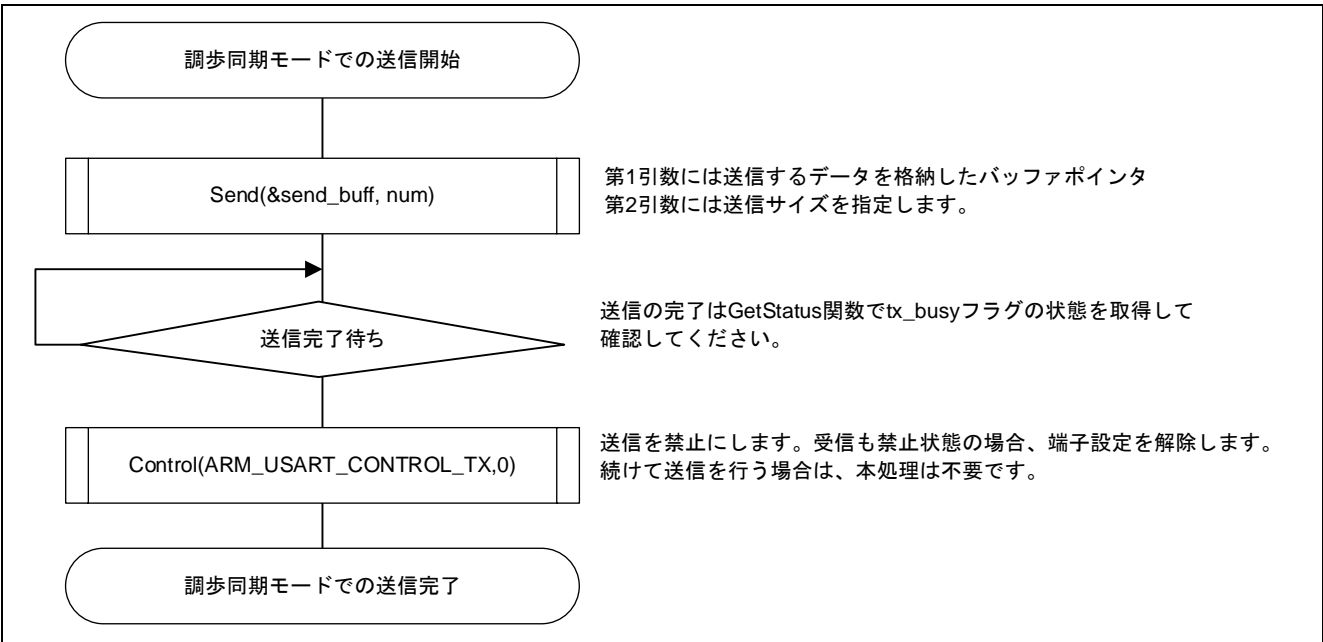 調歩同期モードでの送信開始
Send(&send_buff, num)
第1引数には送信するデータを格納したバッファポインタ
第2引数には送信サイズを指定します。
送信完了待ち
送信の完了はGetStatus関数でtx_busyフラグの状態を取得して
確認してください。
Control(ARM_USART_CONTROL_TX,0)
送信を禁止にします。受信も禁止状態の場合、端子設定を解除します。
続けて送信を行う場合は、本処理は不要です。
調歩同期モードでの送信完了